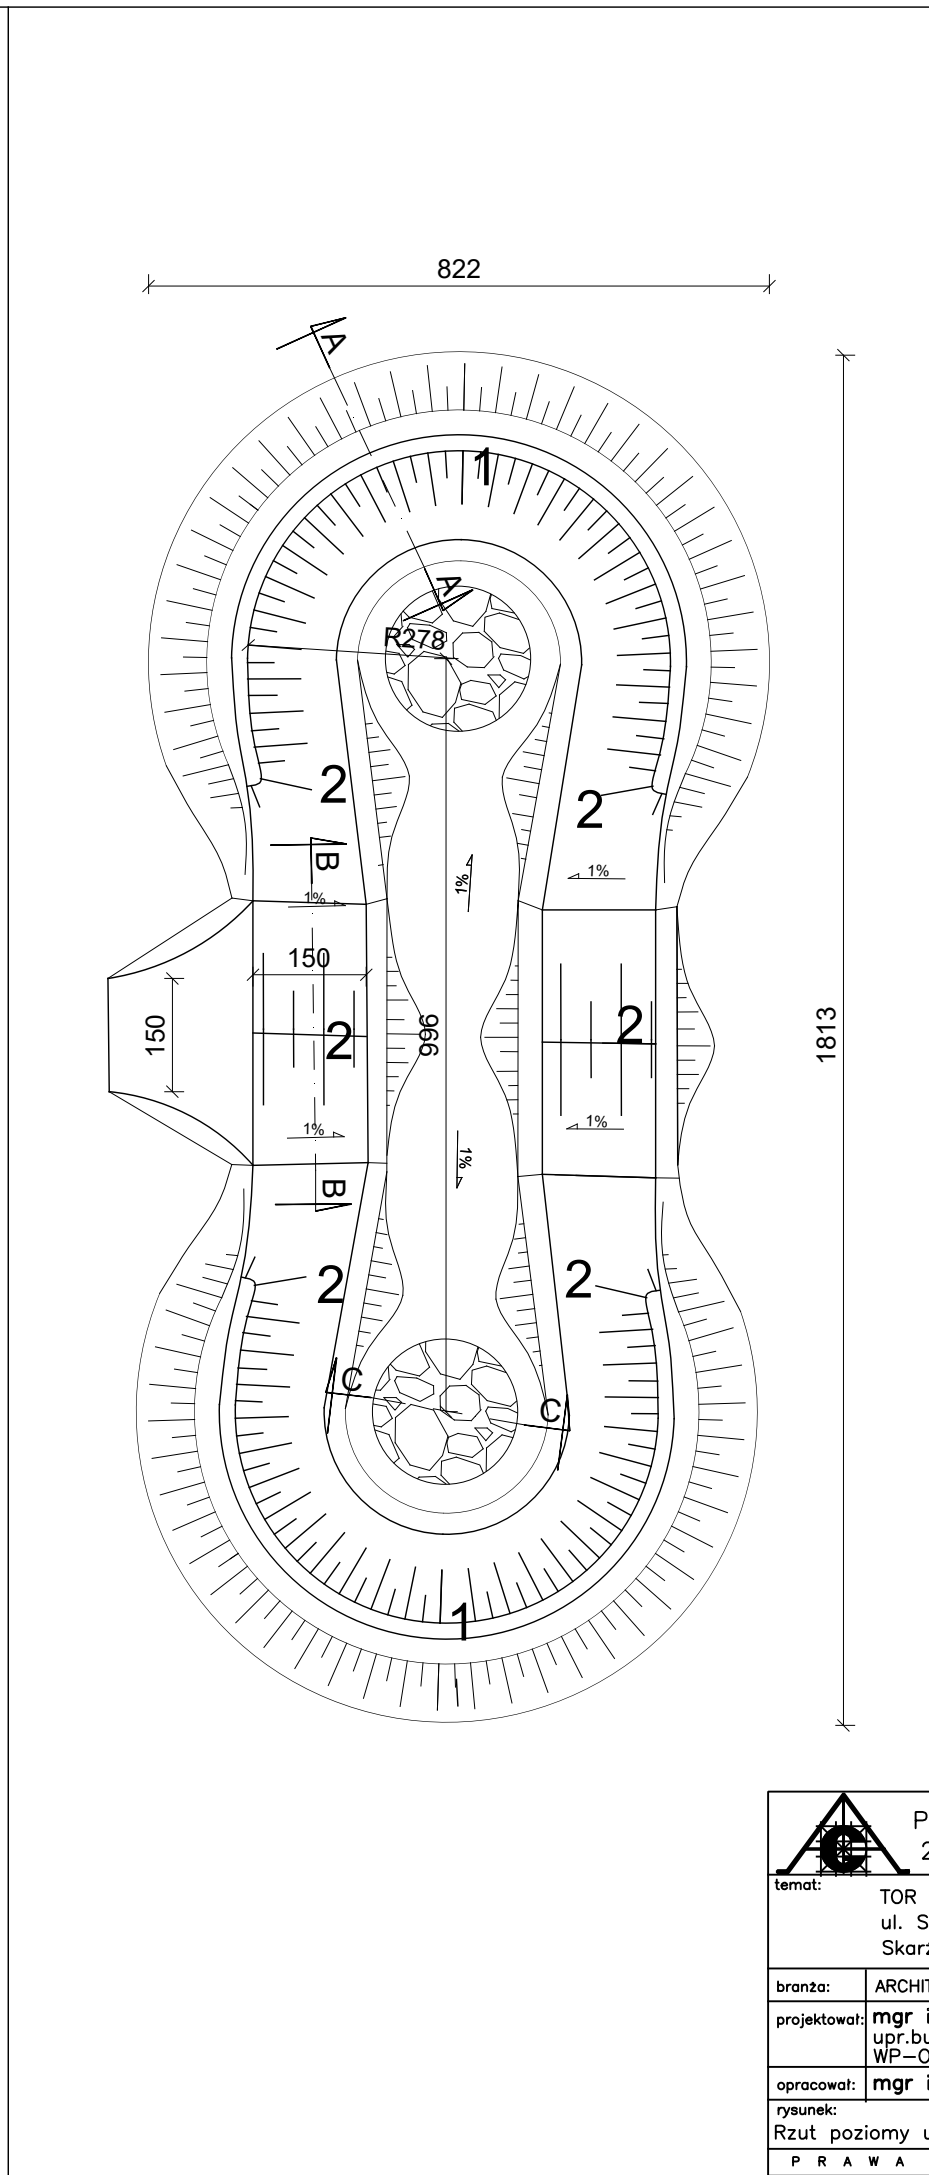 822
A
1
A
R278
2
2
B
1%
1%
1%
150
150
2
996
2
1813
1%
1%
1%
B
2
2
C
C
1
P
2
temat:
TOR
ul. S
Skarż
branża:
ARCHIT
projektował:
mgr i
upr.bu
WP-O
opracował:
mgr i
rysunek:
Rzut poziomy u
P R A W A